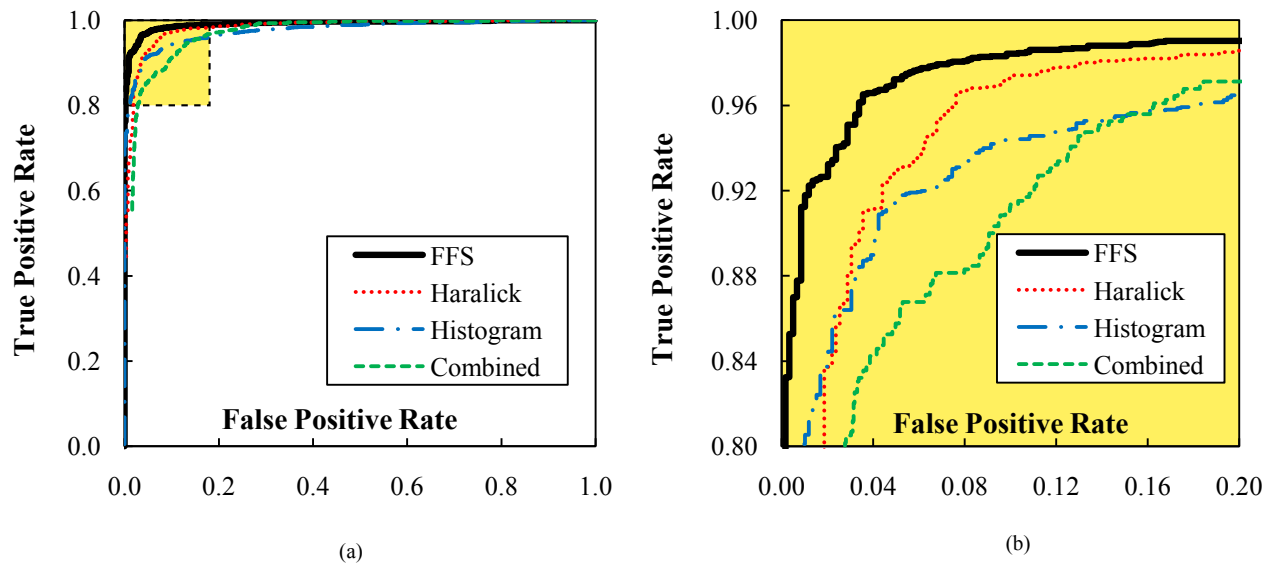 1.0
0.8
0.6
0.4
0.2
0.0
True Positive Rate
FFS
Haralick
Histogram
Combined
False Positive Rate
0.0 0.2 0.4 0.6 0.8 1.0
(a)
1.00
0.96
0.92
0.88
0.84
0.80
True Positive Rate
FFS
Haralick
Histogram
Combined
False Positive Rate
0.00 0.04 0.08 0.12 0.16 0.20
(b)